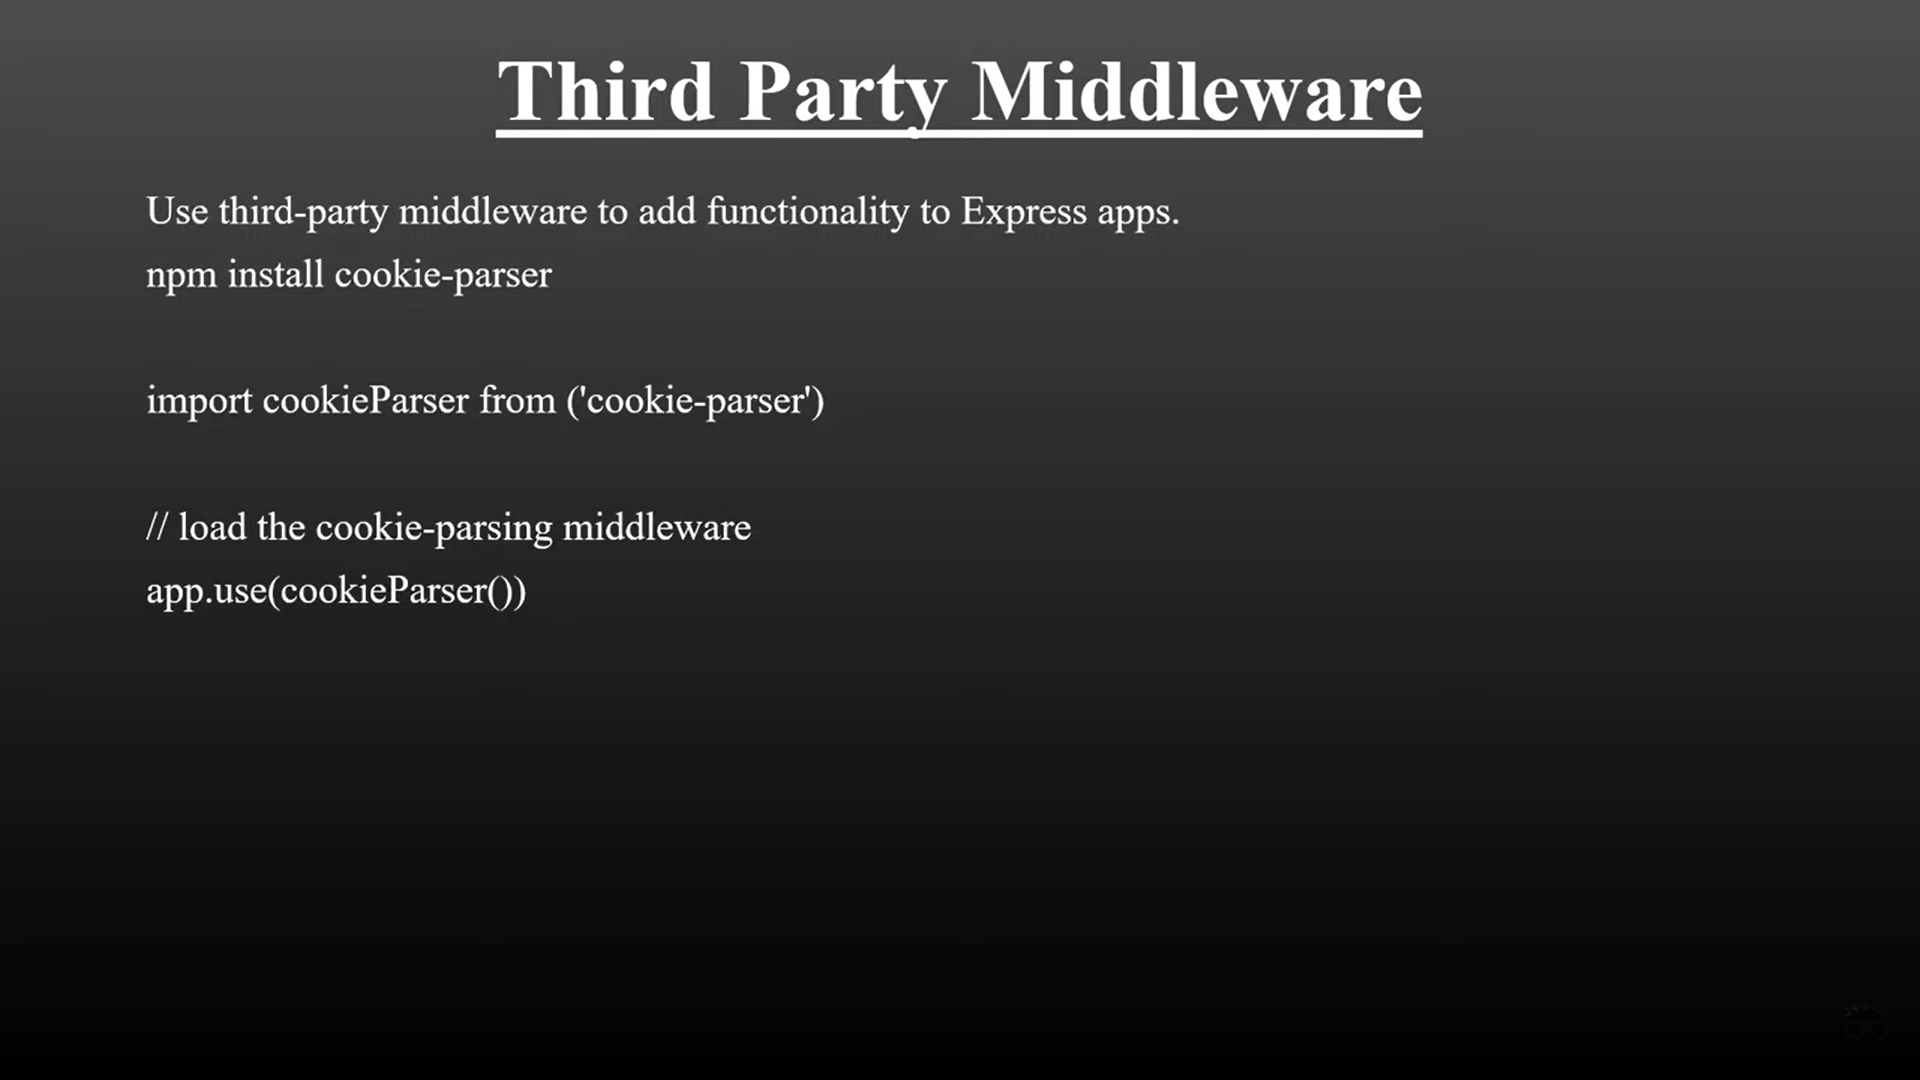 Third Party Middleware
Use third-party middleware to add functionality to Express apps.
npm install cookie-parser
import cookieParser from ('cookie-parser')
// load the cookie-parsing middleware
app.use(cookieParser())